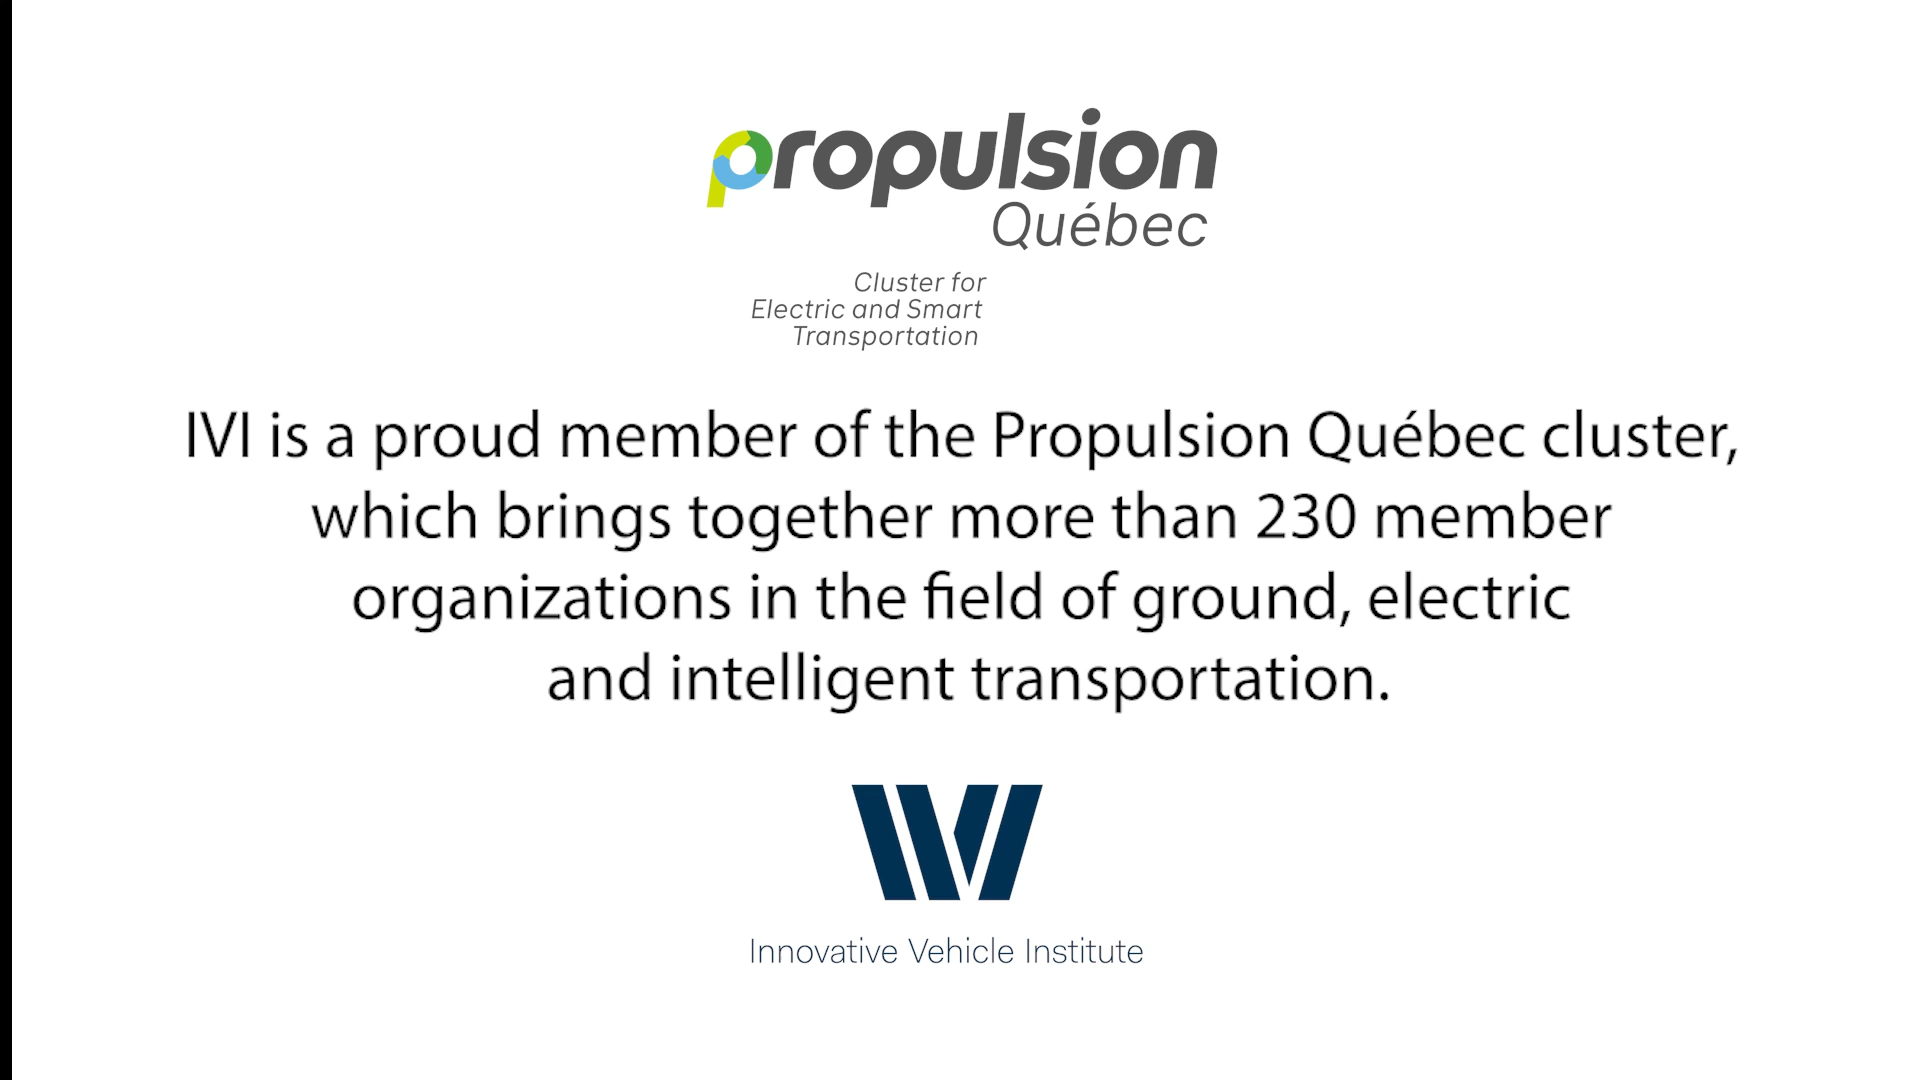 propulsion
Québec
Cluster for
Electric and Smart
Transportation
IVI is a proud member of the Propulsion Québec cluster,
which brings together more than 230 member
organizations in the field of ground, electric
and intelligent transportation.
IVI
Innovative Vehicle Institute